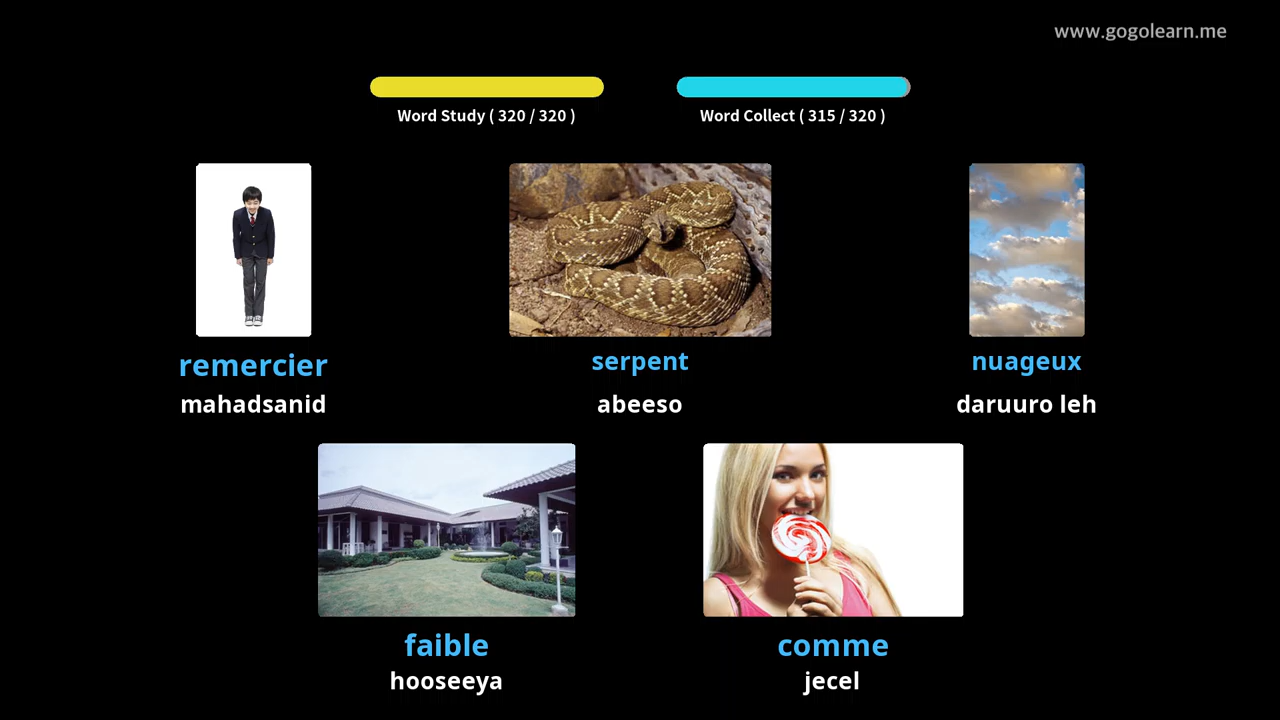 www.gogolearn.me
Word Study ( 320 / 320 )
Word Collect ( 315 / 320 )
remercier
mahadsanid
serpent
abeeso
nuageux
daruuro leh
faible
hooseeya
comme
jecel